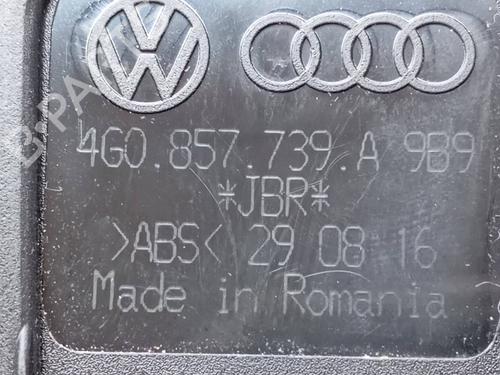 4G0.857.739.A 9B9
*JBR*
>ABS< 29 08 16
Made in Romania